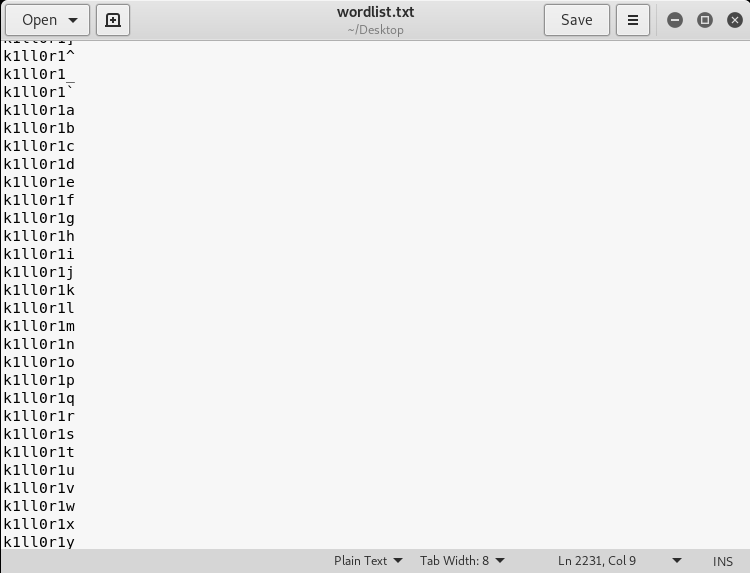 Open
wordlist.txt
~/Desktop
Save
k1ll0r1]
k1ll0r1^
k1ll0r1_
k1ll0r1`
k1ll0r1a
k1ll0r1b
k1ll0r1c
k1ll0r1d
k1ll0r1e
k1ll0r1f
k1ll0r1g
k1ll0r1h
k1ll0r1i
k1ll0r1j
k1ll0r1k
k1ll0r1l
k1ll0r1m
k1ll0r1n
k1ll0r1o
k1ll0r1p
k1ll0r1q
k1ll0r1r
k1ll0r1s
k1ll0r1t
k1ll0r1u
k1ll0r1v
k1ll0r1w
k1ll0r1x
k1ll0r1y
Plain Text Tab Width: 8 Ln 2231, Col 9 INS